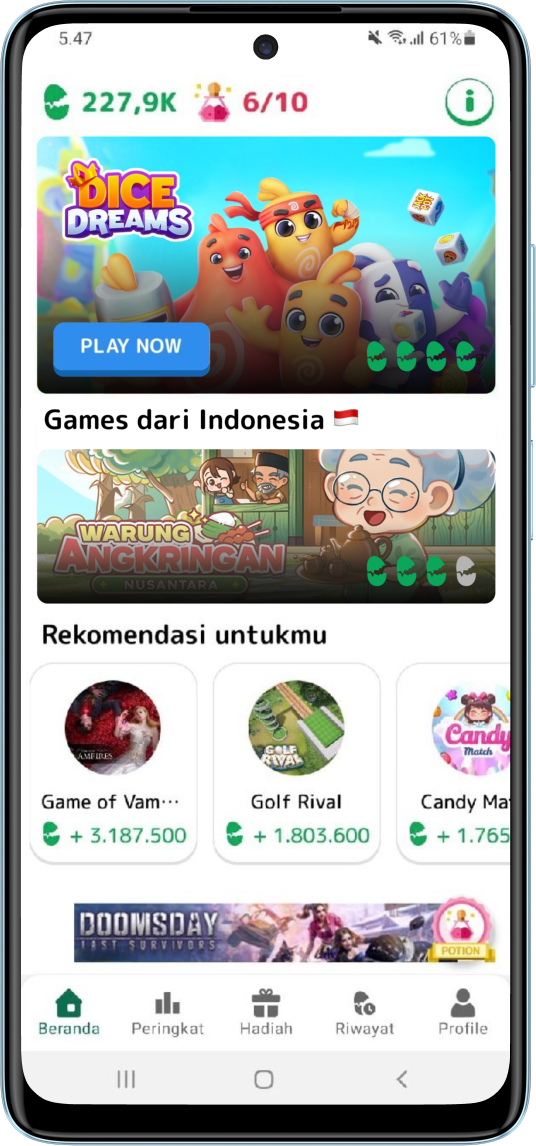 5.47
61%
227,9K
6/10
i
DICE
DREAMS
PLAY NOW
Games dari Indonesia
WARUNG
ANGKRINGAN
NUSANTARA
Rekomendasi untukmu
GOLF
RIVAL
Candy
Match
Game of Vam...
Golf Rival
Candy Ma
+ 3.187.500
+ 1.803.600
+ 1.765
DOOMSDAY
LAST SURVIVORS
POTION
Beranda
Peringkat
Hadiah
Riwayat
Profile